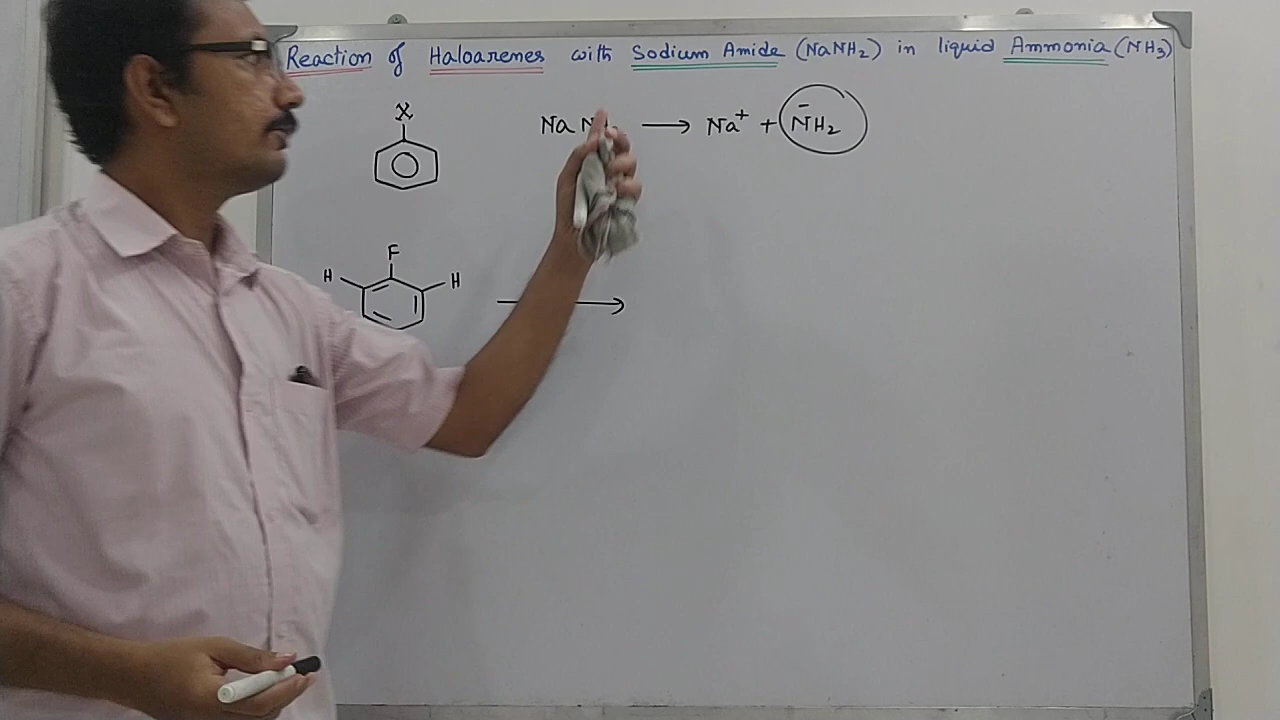 Reaction of Haloarenes with Sodium Amide (NaNH₂) in liquid Ammonia (NH₃)
X
Na N → Na⁺ + N̄H₂
F
H H